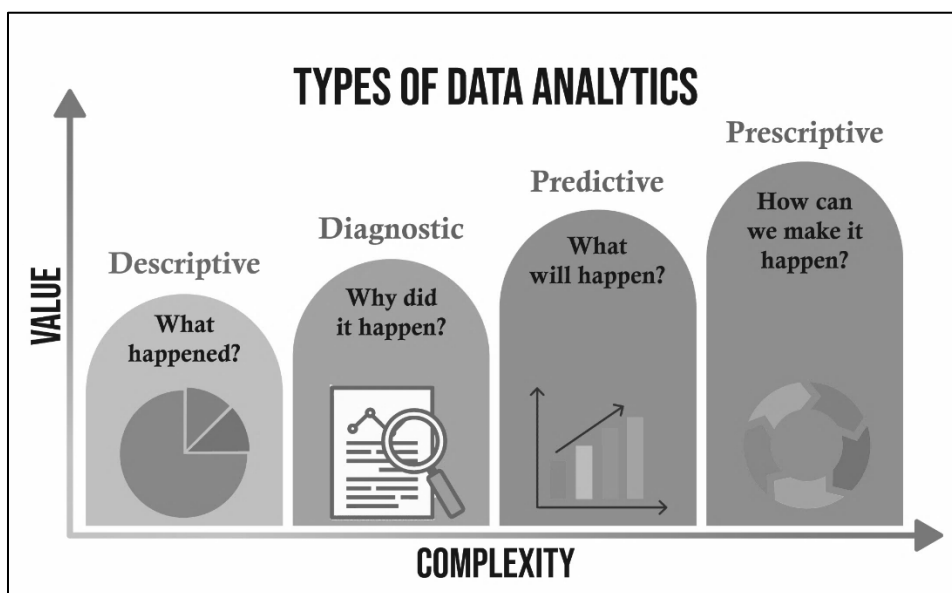 TYPES OF DATA ANALYTICS
VALUE
Descriptive
What
happened?
Diagnostic
Why did
it happen?
Predictive
What
will happen?
Prescriptive
How can
we make it
happen?
COMPLEXITY